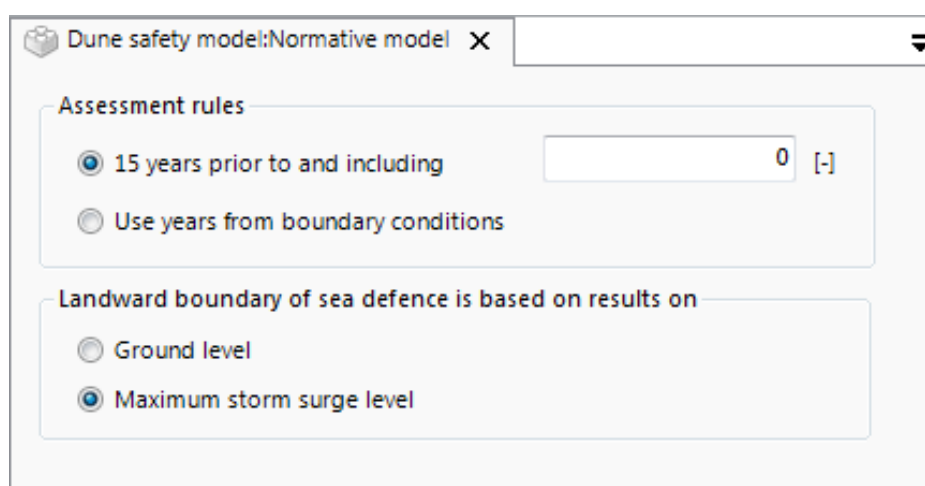 Dune safety model:Normative model
Assessment rules
15 years prior to and including 0 [-]
Use years from boundary conditions
Landward boundary of sea defence is based on results on
Ground level
Maximum storm surge level